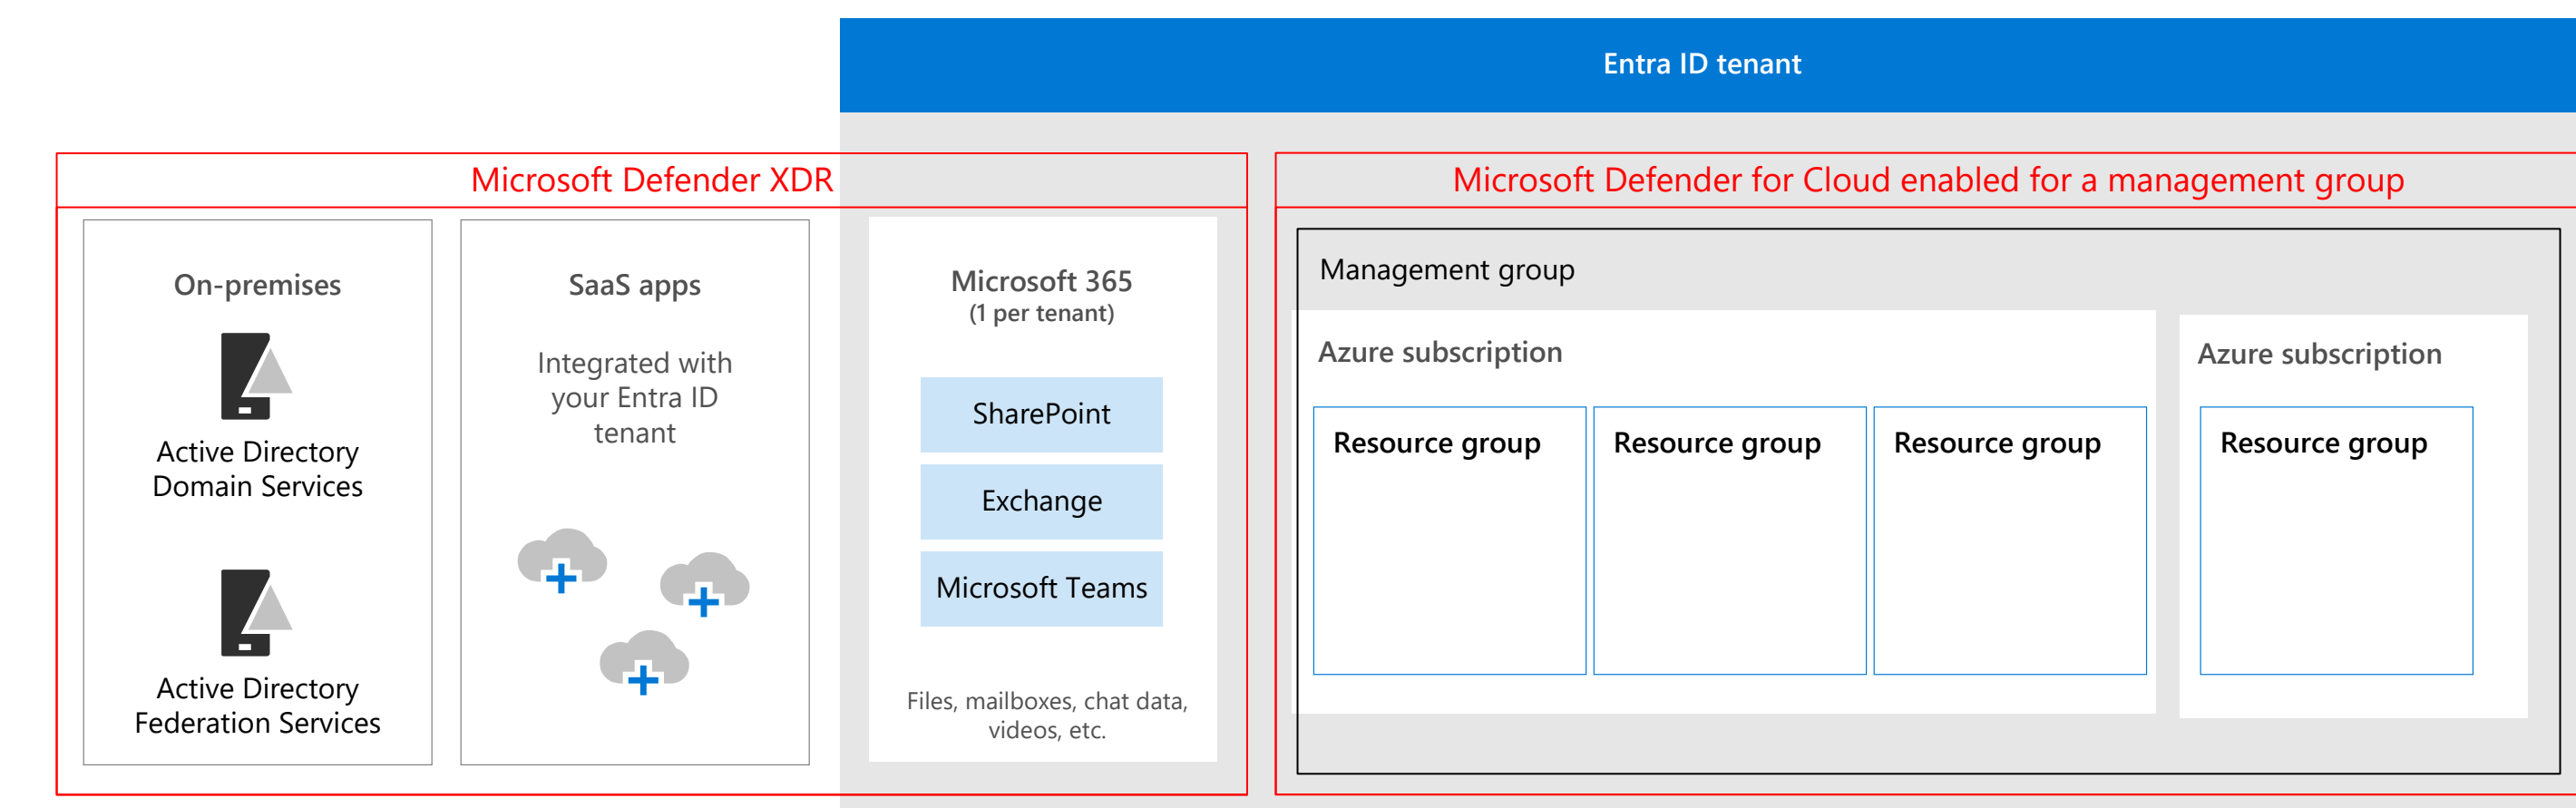 Entra ID tenant
Microsoft Defender XDR
Microsoft Defender for Cloud enabled for a management group
On-premises
Active Directory
Domain Services
Active Directory
Federation Services
SaaS apps
Integrated with
your Entra ID
tenant
Microsoft 365
(1 per tenant)
SharePoint
Exchange
Microsoft Teams
Files, mailboxes, chat data,
videos, etc.
Management group
Azure subscription
Resource group
Resource group
Resource group
Azure subscription
Resource group